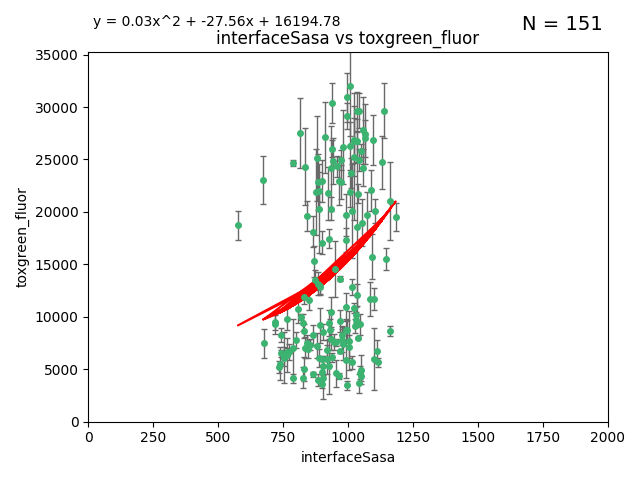 y = 0.03x^2 + -27.56x + 16194.78
N = 151
interfaceSasa vs toxgreen_fluor
35000
30000
25000
20000
15000
10000
5000
0
toxgreen_fluor
0 250 500 750 1000 1250 1500 1750 2000
interfaceSasa